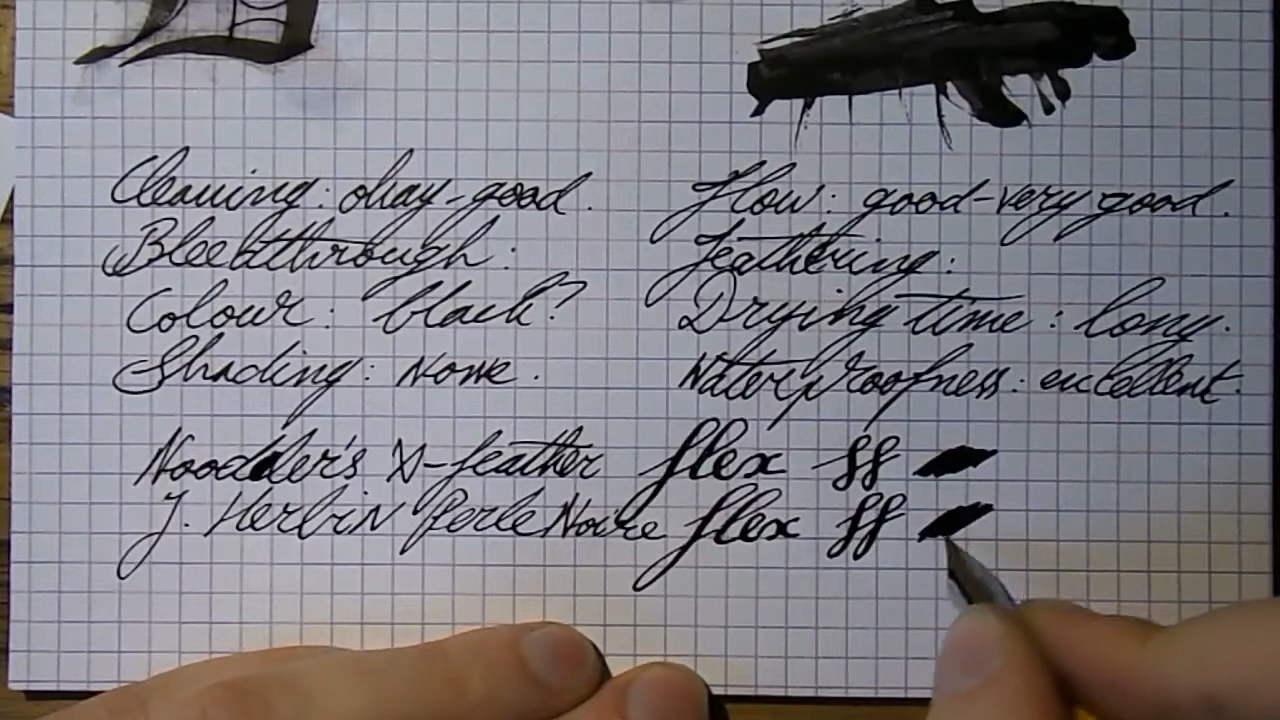 Cleaning: okay-good. Flow: good-very good.
Bleedthrough: Feathering:
Colour: black? Drying time: long.
Shading: None. Waterproofness: excellent.
Noodler's X-feather flex ff
J. Herbin Perle Noire flex ff